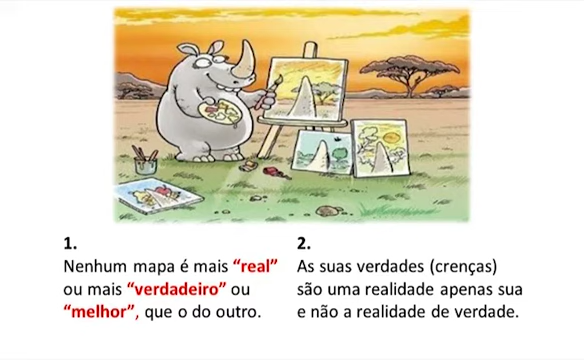 1.
Nenhum mapa é mais “real”
ou mais “verdadeiro” ou
“melhor”, que o do outro.
2.
As suas verdades (crenças)
são uma realidade apenas sua
e não a realidade de verdade.